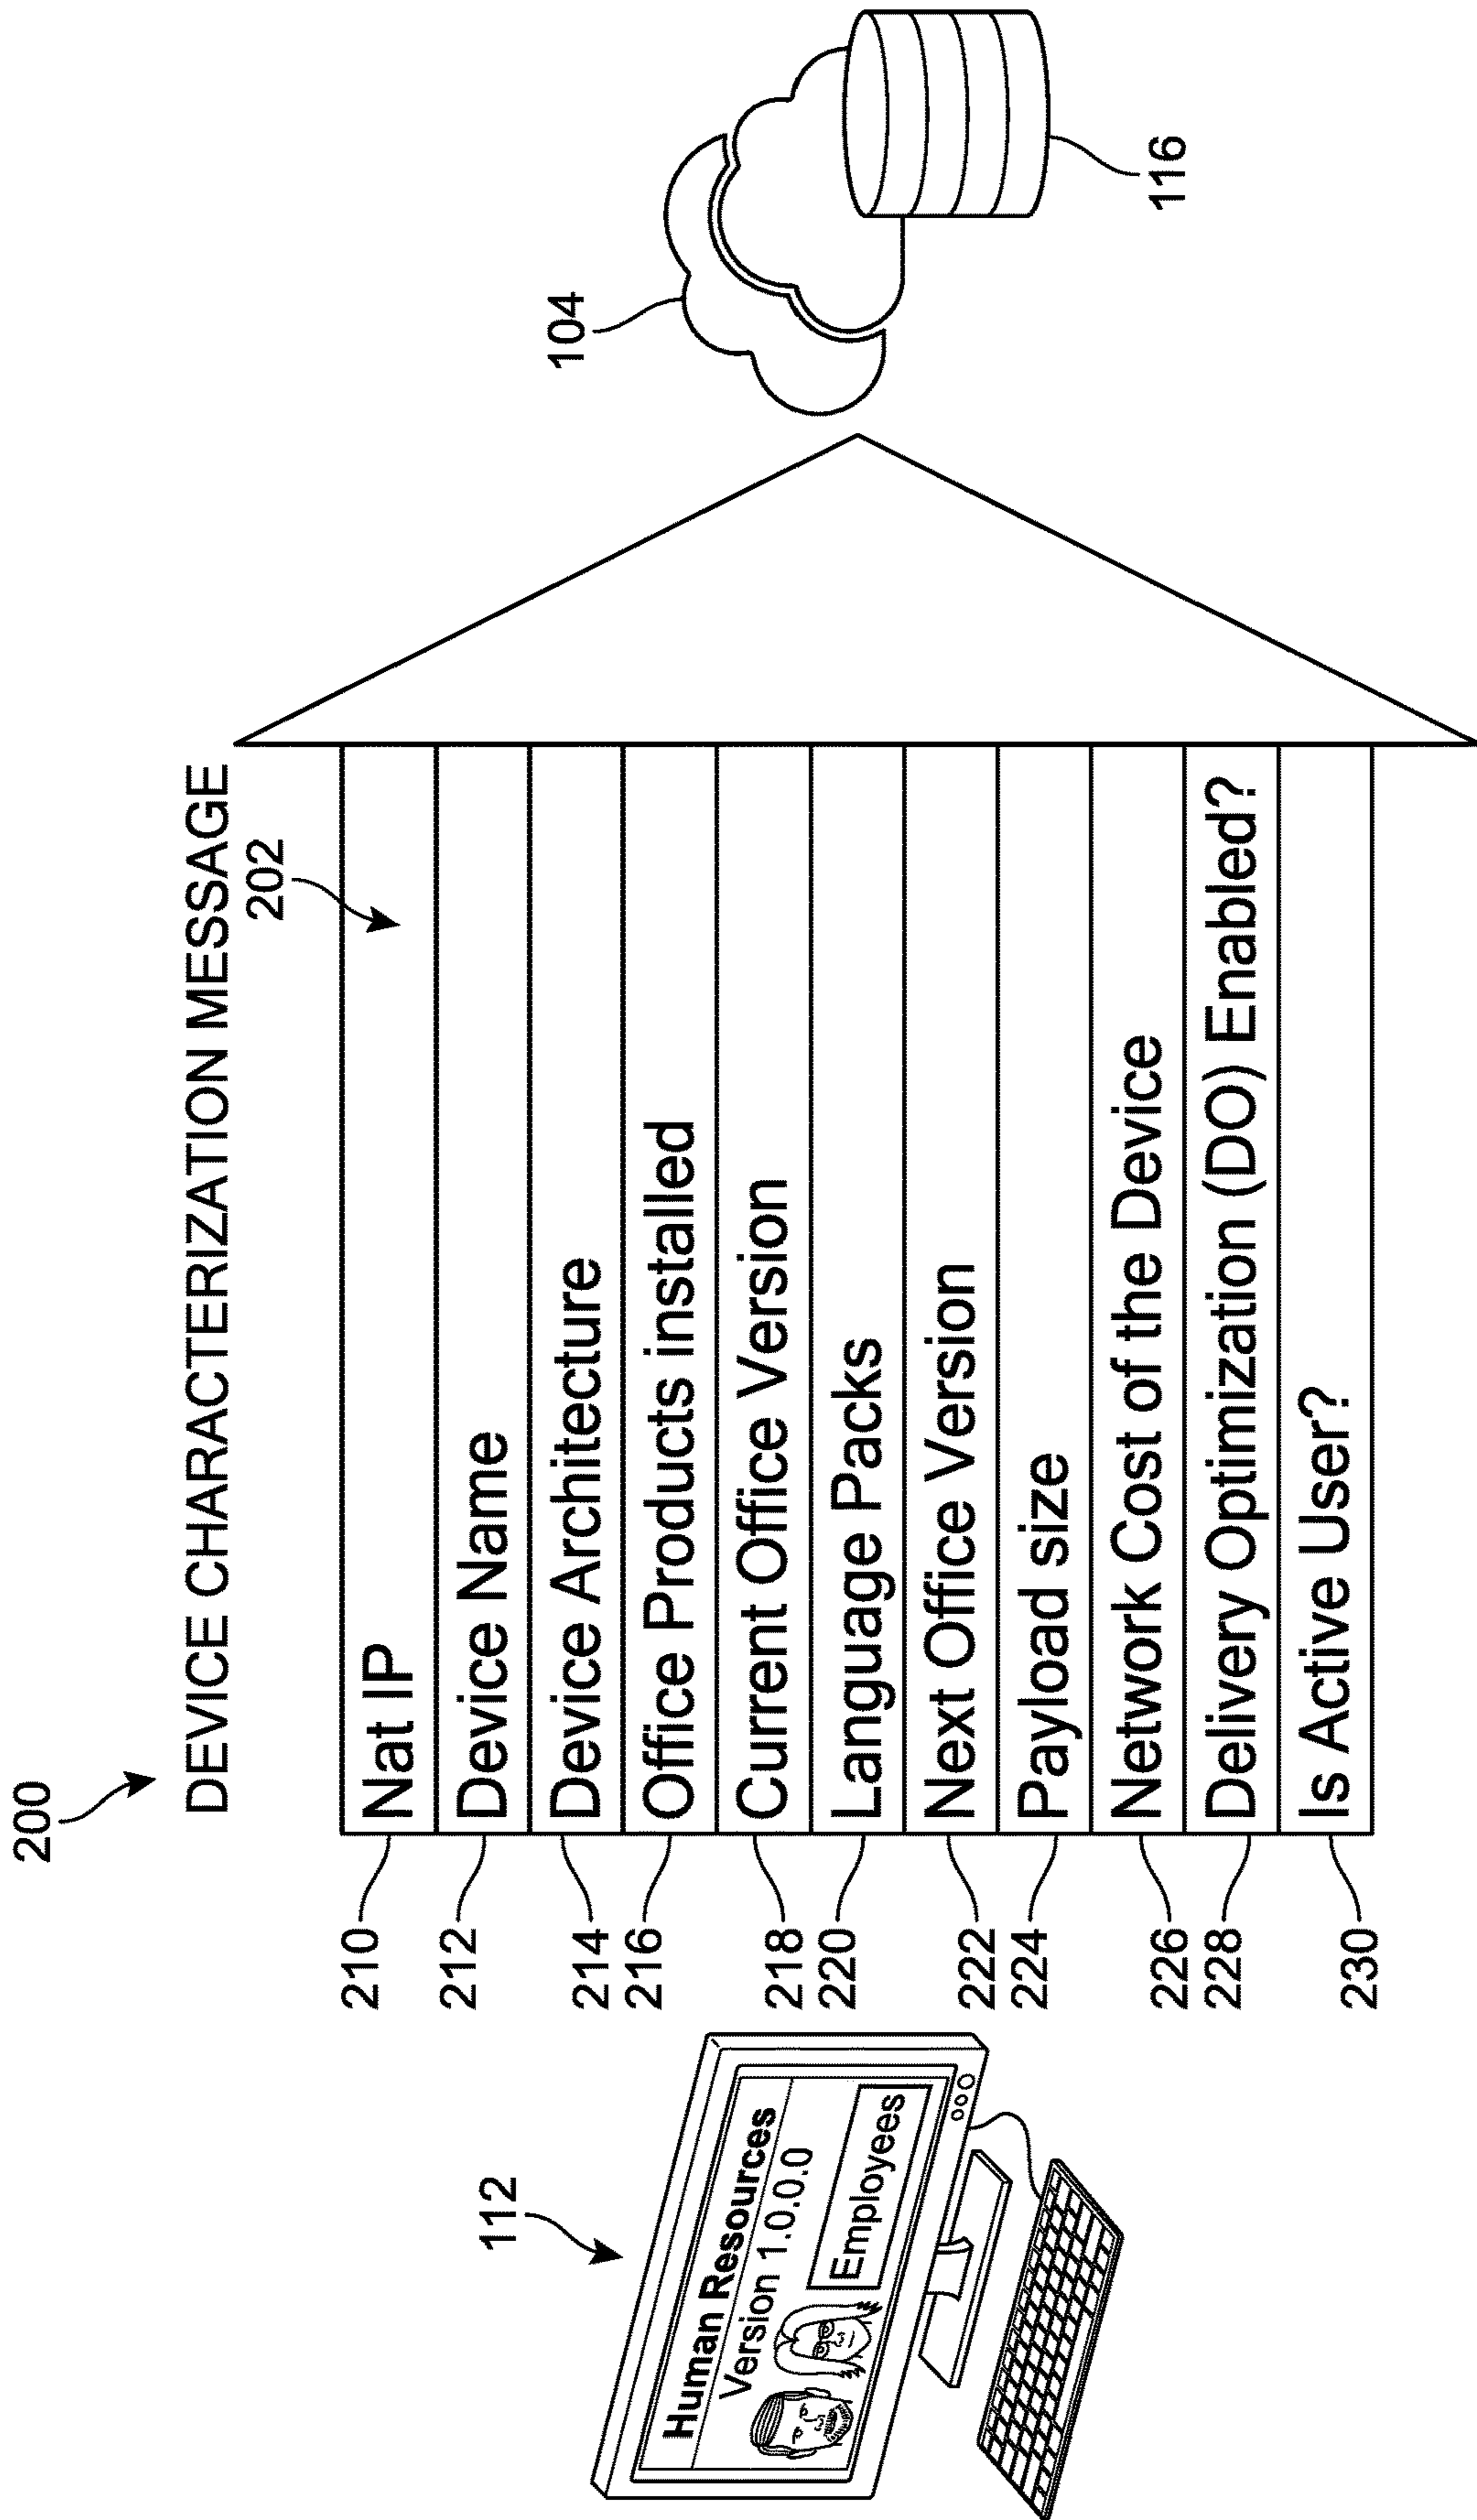 200
DEVICE CHARACTERIZATION MESSAGE
202
210 Nat IP
212 Device Name
214 Device Architecture
216 Office Products installed
218 Current Office Version
220 Language Packs
222 Next Office Version
224 Payload size
226 Network Cost of the Device
228 Delivery Optimization (DO) Enabled?
230 Is Active User?
112
Human Resources
Version 1.0.0.0
Employees
104
116